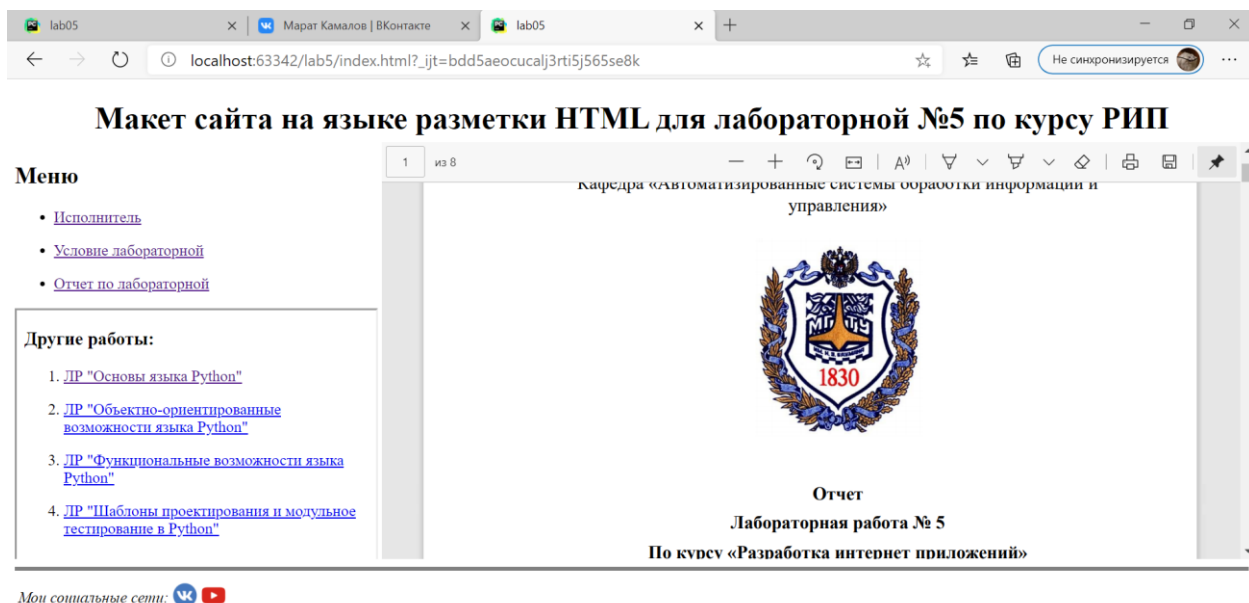 lab05
Марат Камалов | ВКонтакте
lab05
localhost:63342/lab5/index.html?_ijt=bdd5aeocucalj3rti5j565se8k
Не синхронизируется
Макет сайта на языке разметки HTML для лабораторной №5 по курсу РИП
Меню
• Исполнитель
• Условие лабораторной
• Отчет по лабораторной
Другие работы:
1. ЛР "Основы языка Python"
2. ЛР "Объектно-ориентированные
возможности языка Python"
3. ЛР "Функциональные возможности языка
Python"
4. ЛР "Шаблоны проектирования и модульное
тестирование в Python"
1 из 8
Кафедра «Автоматизированные системы обработки информации и
управления»
МГТУ
1830
Отчет
Лабораторная работа № 5
По курсу «Разработка интернет приложений»
Мои социальные сети: